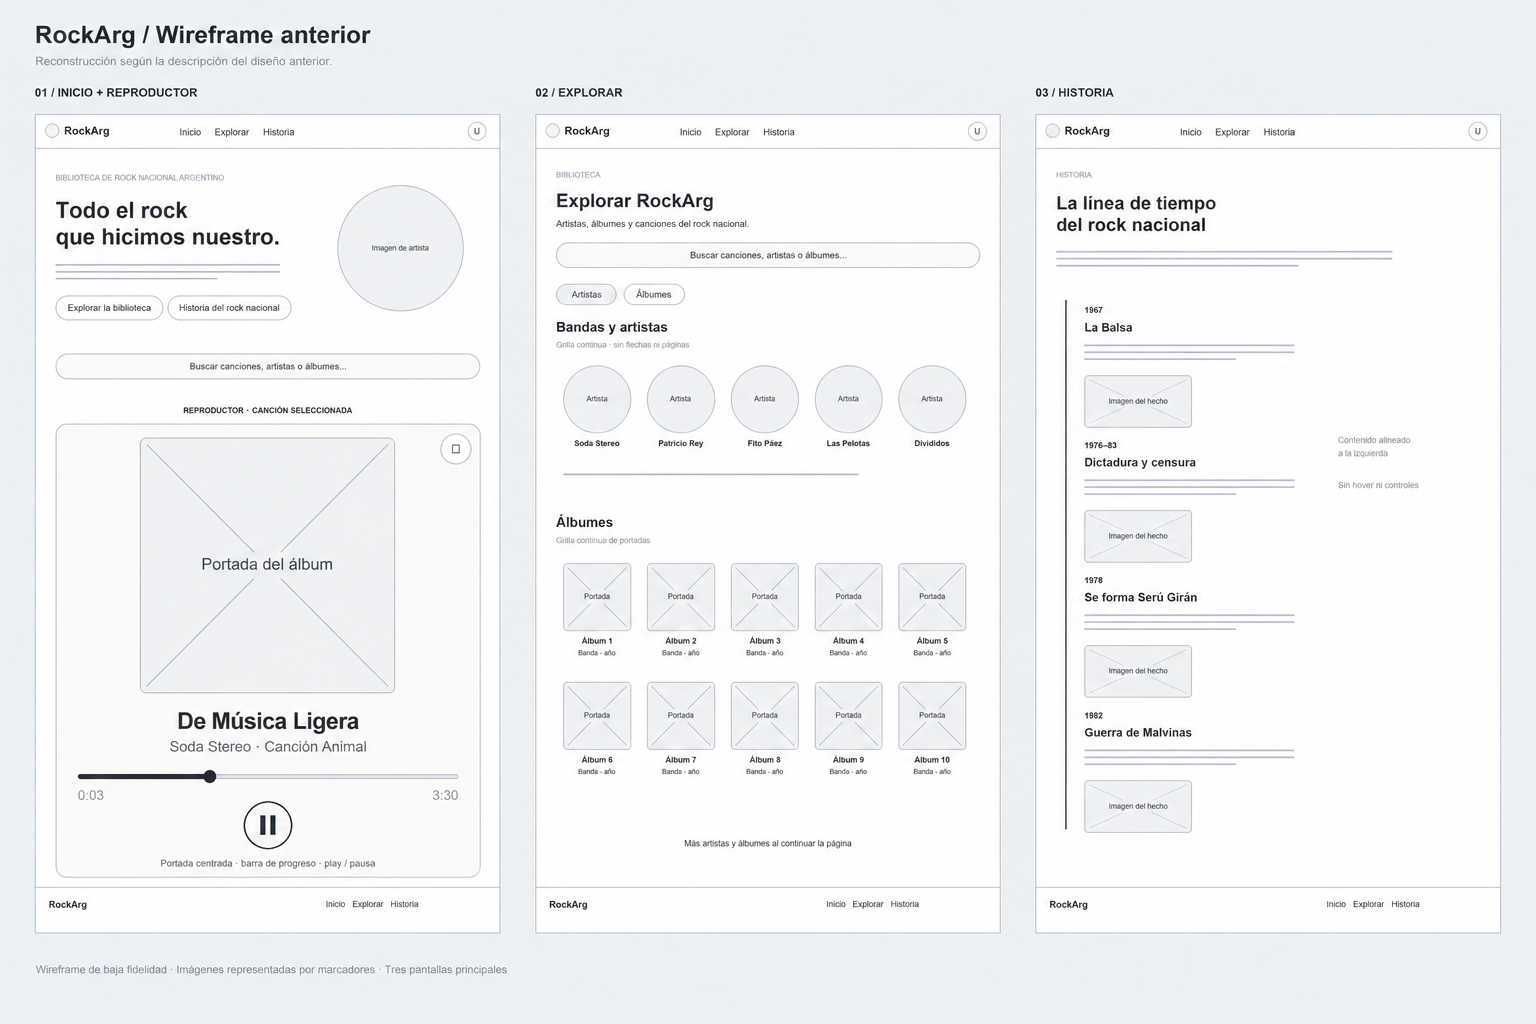 RockArg / Wireframe anterior
Reconstrucción según la descripción del diseño anterior.
01 / INICIO + REPRODUCTOR
RockArg Inicio Explorar Historia U
BIBLIOTECA DE ROCK NACIONAL ARGENTINO
Todo el rock
que hicimos nuestro.
Imagen de artista
Explorar la biblioteca Historia del rock nacional
Buscar canciones, artistas o álbumes...
REPRODUCTOR · CANCIÓN SELECCIONADA
Portada del álbum
De Música Ligera
Soda Stereo · Canción Animal
0:03 3:30
Portada centrada · barra de progreso · play / pausa
RockArg Inicio Explorar Historia
02 / EXPLORAR
RockArg Inicio Explorar Historia U
BIBLIOTECA
Explorar RockArg
Artistas, álbumes y canciones del rock nacional.
Buscar canciones, artistas o álbumes...
Artistas Álbumes
Bandas y artistas
Grilla continua · sin flechas ni páginas
Artista Artista Artista Artista Artista
Soda Stereo Patricio Rey Fito Páez Las Pelotas Divididos
Álbumes
Grilla continua de portadas
Portada Portada Portada Portada Portada
Álbum 1 Álbum 2 Álbum 3 Álbum 4 Álbum 5
Banda - año Banda - año Banda - año Banda - año Banda - año
Portada Portada Portada Portada Portada
Álbum 6 Álbum 7 Álbum 8 Álbum 9 Álbum 10
Banda - año Banda - año Banda - año Banda - año Banda - año
Más artistas y álbumes al continuar la página
RockArg Inicio Explorar Historia
03 / HISTORIA
RockArg Inicio Explorar Historia U
HISTORIA
La línea de tiempo
del rock nacional
1967
La Balsa
Imagen del hecho
1976–83
Dictadura y censura
Imagen del hecho
1978
Se forma Serú Girán
Imagen del hecho
1982
Guerra de Malvinas
Imagen del hecho
Contenido alineado
a la izquierda
Sin hover ni controles
RockArg Inicio Explorar Historia
Wireframe de baja fidelidad · Imágenes representadas por marcadores · Tres pantallas principales